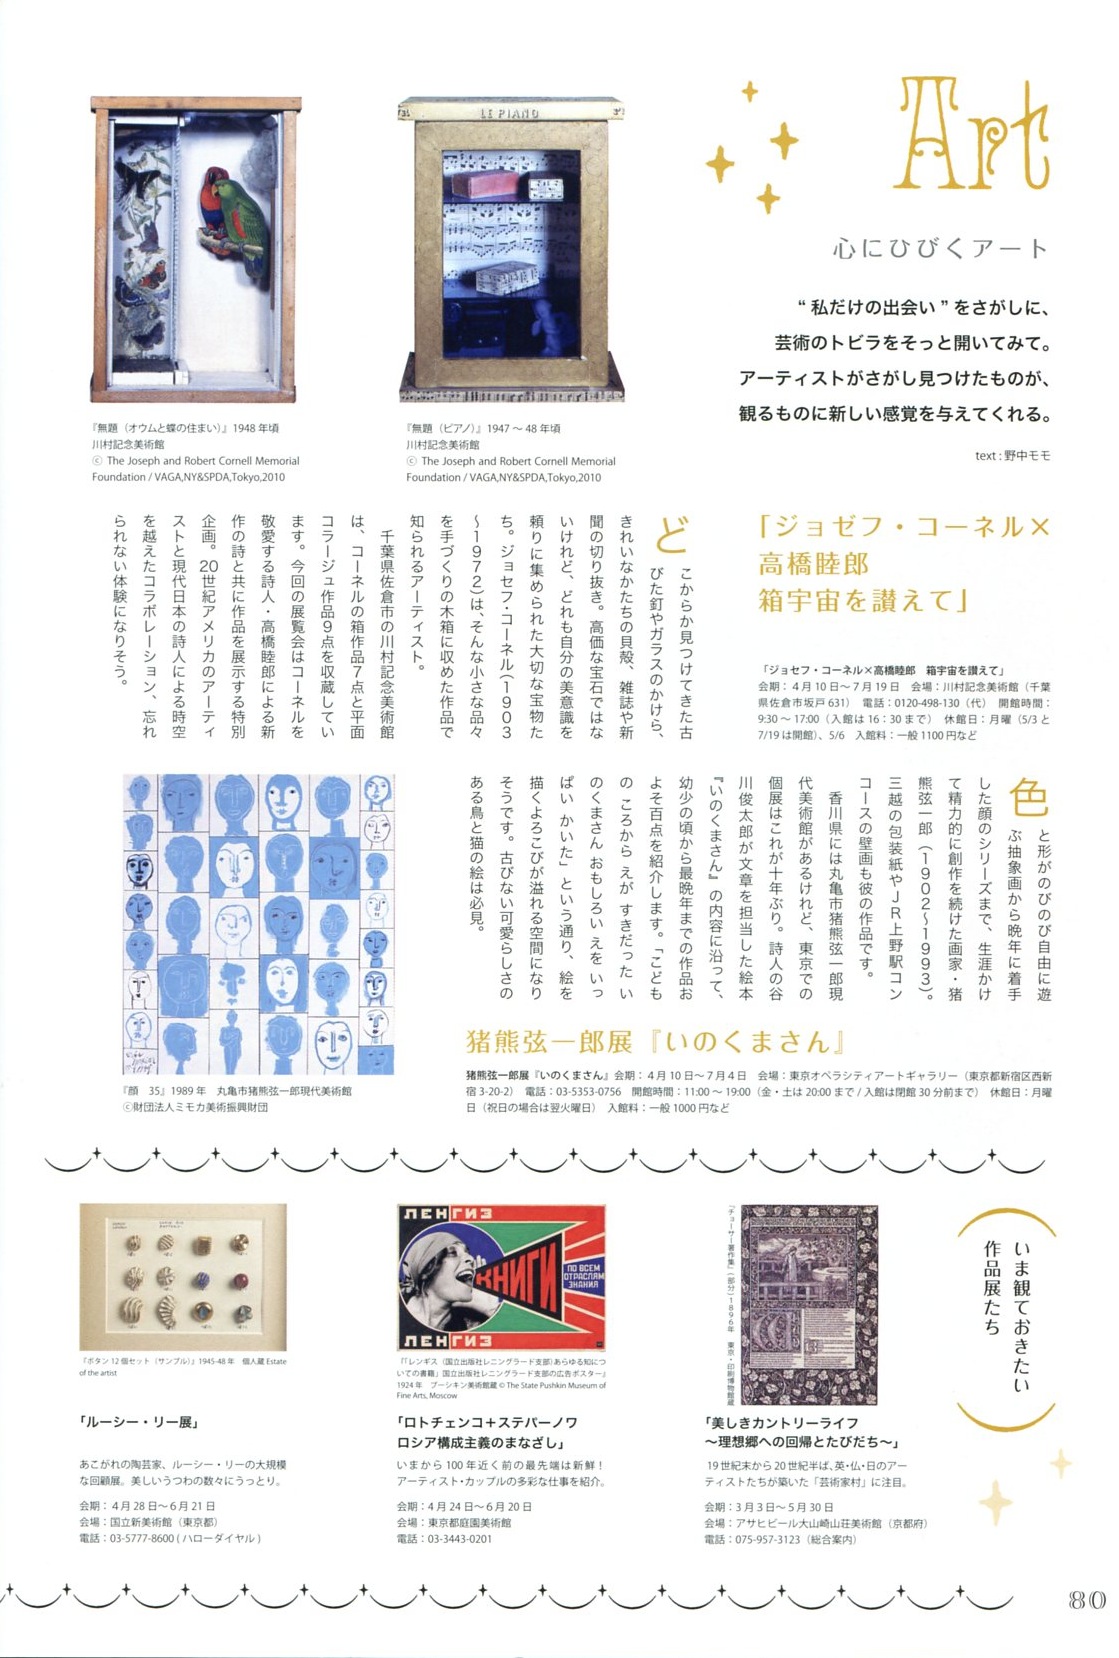 Art
心にひびくアート
“私だけの出会い”をさがしに、
芸術のトビラをそっと開いてみて。
アーティストがさがし見つけたものが、
観るものに新しい感覚を与えてくれる。
text : 野中モモ
『無題（オウムと蝶の住まい）』1948 年頃
川村記念美術館
ⓒ The Joseph and Robert Cornell Memorial
Foundation / VAGA,NY&SPDA,Tokyo,2010
LE PIANO
『無題（ピアノ）』1947 〜 48 年頃
川村記念美術館
ⓒ The Joseph and Robert Cornell Memorial
Foundation / VAGA,NY&SPDA,Tokyo,2010
「ジョゼフ・コーネル×
高橋睦郎
箱宇宙を讃えて」
「ジョセフ・コーネル×高橋睦郎　箱宇宙を讃えて」
会期：４月 10 日〜７月 19 日　会場：川村記念美術館（千葉
県佐倉市坂戸 631）　電話：0120-498-130（代）　開館時間：
9:30 〜 17:00（入館は 16：30 まで）　休館日：月曜（5/3 と
7/19 は開館）、5/6　入館料：一般 1100 円など
どこからか見つけてきた古
びた釘やガラスのかけら、
きれいなかたちの貝殻、雑誌や新
聞の切り抜き。高価な宝石ではな
いけれど、どれも自分の美意識を
頼りに集められた大切な宝物た
ち。ジョセフ・コーネル（１９０３
〜１９７２）は、そんな小さな品々
を手づくりの木箱に収めた作品で
知られるアーティスト。
　千葉県佐倉市の川村記念美術館
は、コーネルの箱作品７点と平面
コラージュ作品９点を収蔵してい
ます。今回の展覧会はコーネルを
敬愛する詩人・高橋睦郎による新
作の詩と共に作品を展示する特別
企画。20世紀アメリカのアーティ
ストと現代日本の詩人による時空
を越えたコラボレーション、忘れ
られない体験になりそう。
色と形がのびのび自由に遊
ぶ抽象画から晩年に着手
した顔のシリーズまで、生涯かけ
て精力的に創作を続けた画家・猪
熊弦一郎（１９０２〜１９９３）。
三越の包装紙やＪＲ上野駅コン
コースの壁画も彼の作品です。
　香川県には丸亀市猪熊弦一郎現
代美術館があるけれど、東京での
個展はこれが十年ぶり。詩人の谷
川俊太郎が文章を担当した絵本
『いのくまさん』の内容に沿って、
幼少の頃から最晩年までの作品お
よそ百点を紹介します。「こども
の ころから えが すきだった い
のくまさん おもしろい えを いっ
ぱい かいた」という通り、絵を
描くよろこびが溢れる空間になり
そうです。古びない可愛らしさの
ある鳥と猫の絵は必見。
『顔　35』1989 年　丸亀市猪熊弦一郎現代美術館
ⓒ財団法人ミモカ美術振興財団
猪熊弦一郎展『いのくまさん』
猪熊弦一郎展『いのくまさん』会期：４月 10 日〜７月４日　会場：東京オペラシティアートギャラリー（東京都新宿区西新
宿 3-20-2）　電話：03-5353-0756　開館時間：11:00 〜 19:00（金・土は 20:00 まで / 入館は閉館 30 分前まで）　休館日：月曜
日（祝日の場合は翌火曜日）　入館料：一般 1000 円など
いま観ておきたい
作品展たち
『チョーサー著作集』（部分）１８９６年　東京・印刷博物館蔵
「美しきカントリーライフ
〜理想郷への回帰とたびだち〜」
19 世紀末から 20 世紀半ば、英・仏・日のアー
ティストたちが築いた「芸術家村」に注目。
会期：３月３日〜５月 30 日
会場：アサヒビール大山崎山荘美術館（京都府）
電話：075-957-3123（総合案内）
ЛЕНГИЗ
КНИГИ
ПО ВСЕМ
ОТРАСЛЯМ
ЗНАНИЯ
ЛЕНГИЗ
『「レンギス（国立出版社レニングラード支部）あらゆる知につ
いての書籍」国立出版社レニングラード支部の広告ポスター』
1924 年　プーシキン美術館蔵 © The State Pushkin Museum of
Fine Arts, Moscow
「ロトチェンコ＋ステパーノワ
ロシア構成主義のまなざし」
いまから 100 年近く前の最先端は新鮮！
アーティスト・カップルの多彩な仕事を紹介。
会期：４月 24 日〜６月 20 日
会場：東京都庭園美術館
電話：03-3443-0201
『ボタン 12 個セット（サンプル）』1945-48 年　個人蔵 Estate
of the artist
「ルーシー・リー展」
あこがれの陶芸家、ルーシー・リーの大規模
な回顧展。美しいうつわの数々にうっとり。
会期：４月 28 日〜６月 21 日
会場：国立新美術館（東京都）
電話：03-5777-8600 ( ハローダイヤル )
80